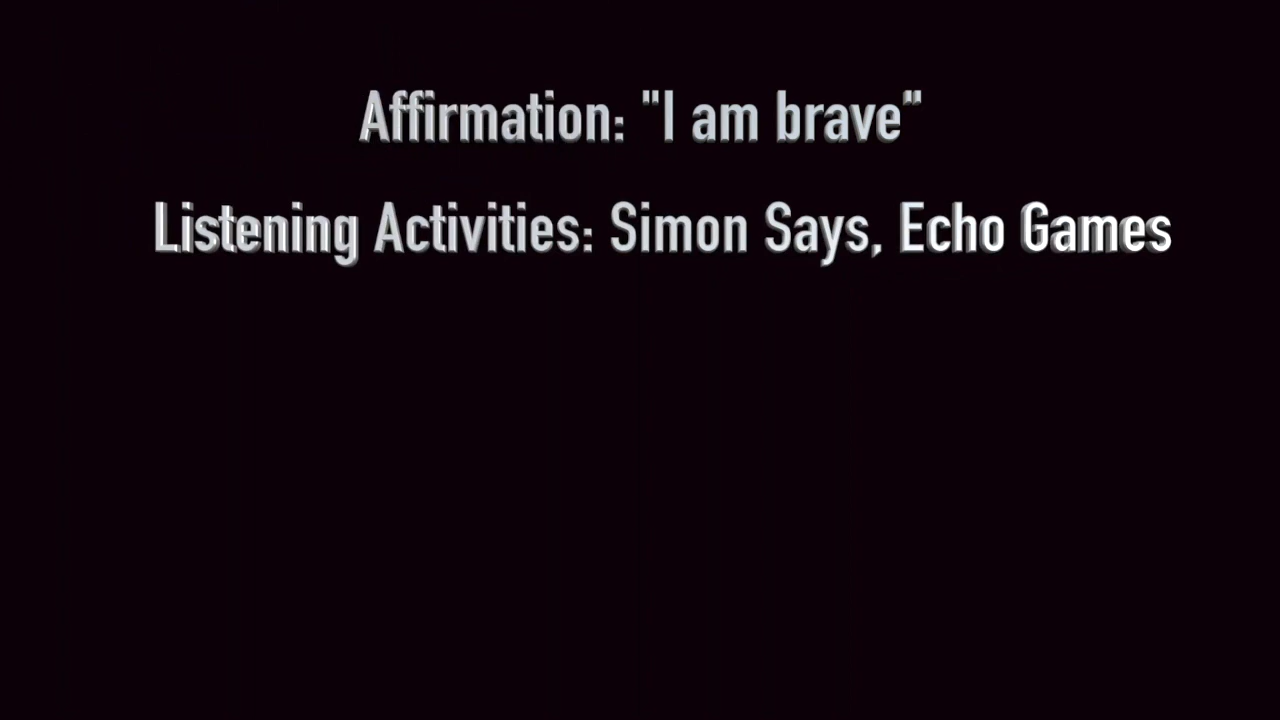 Affirmation: "I am brave"
Listening Activities: Simon Says, Echo Games